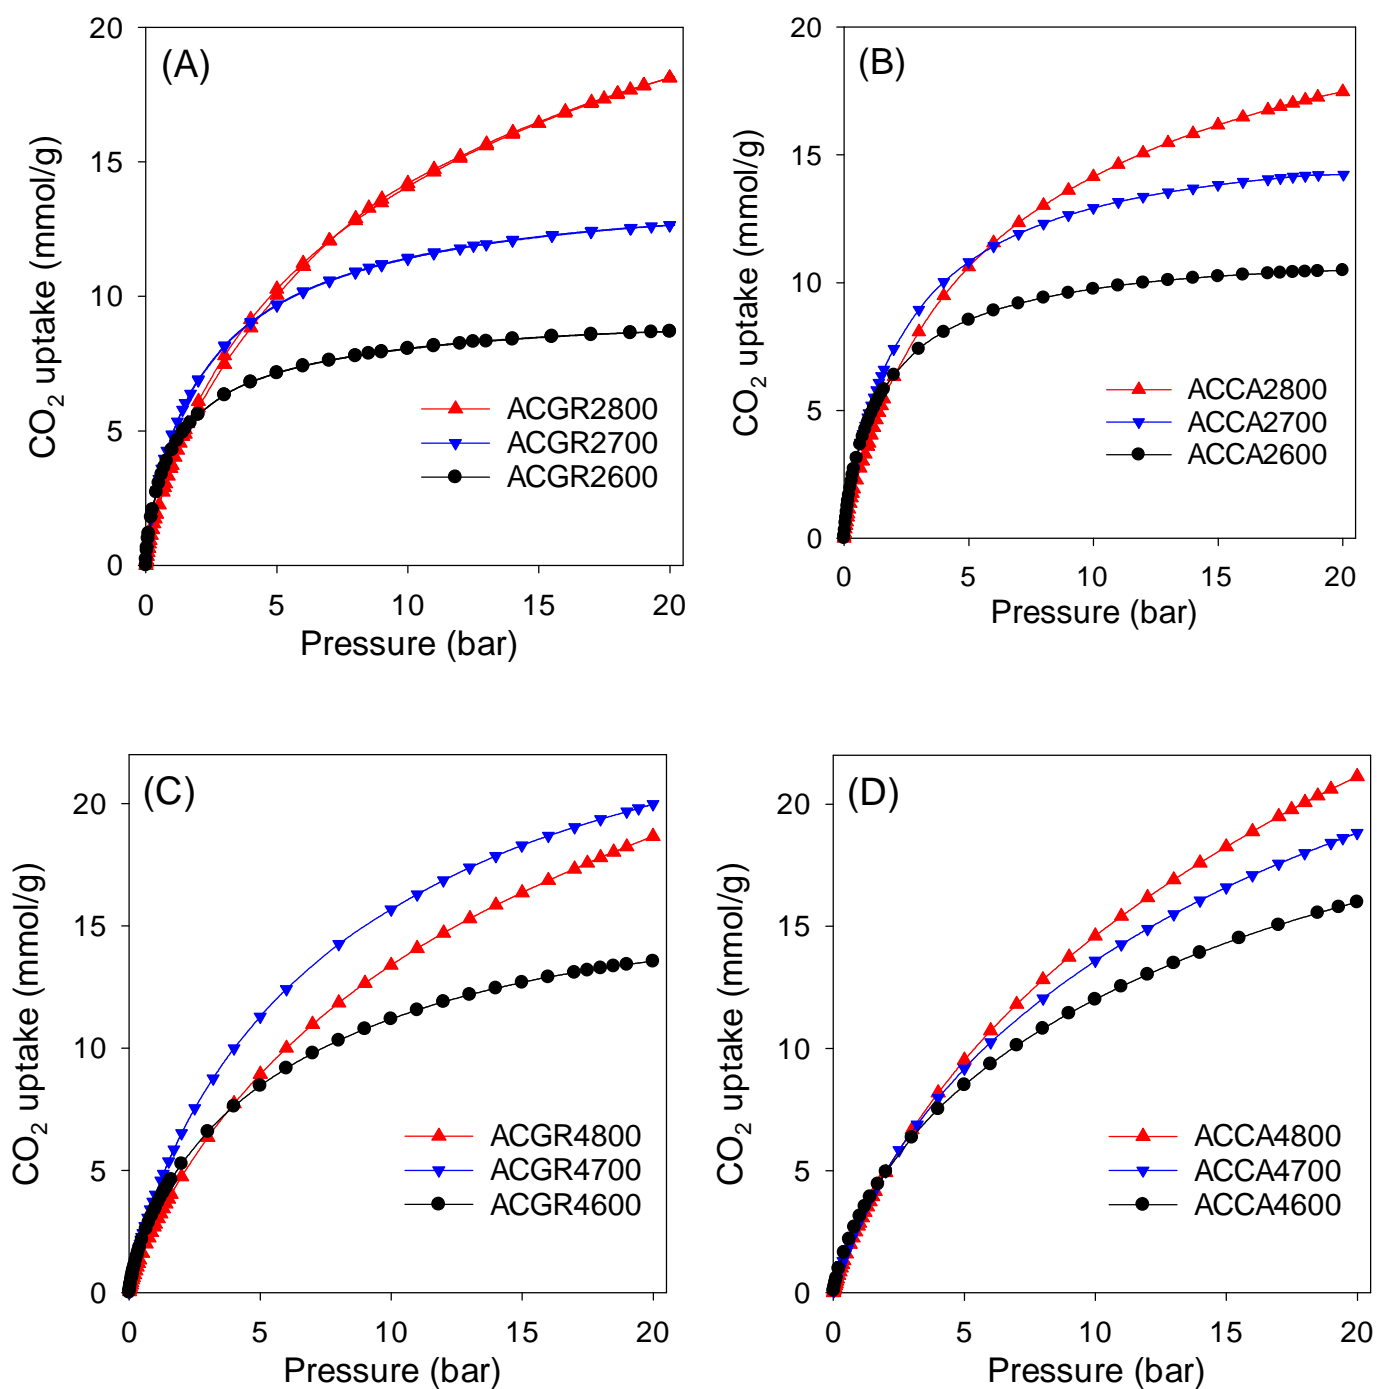 (A)
CO₂ uptake (mmol/g)
20
15
10
5
0
ACGR2800
ACGR2700
ACGR2600
0 5 10 15 20
Pressure (bar)
(B)
CO₂ uptake (mmol/g)
20
15
10
5
0
ACCA2800
ACCA2700
ACCA2600
0 5 10 15 20
Pressure (bar)
(C)
CO₂ uptake (mmol/g)
20
15
10
5
0
ACGR4800
ACGR4700
ACGR4600
0 5 10 15 20
Pressure (bar)
(D)
CO₂ uptake (mmol/g)
20
15
10
5
0
ACCA4800
ACCA4700
ACCA4600
0 5 10 15 20
Pressure (bar)